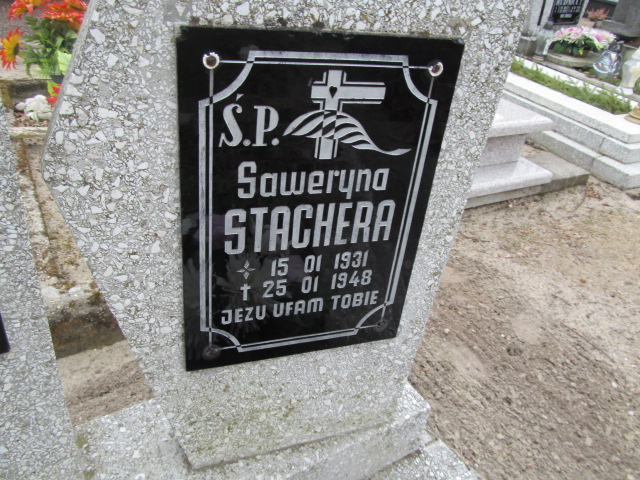 Ś.P.
Saweryna
STACHERA
15 01 1931
25 01 1948
JEZU UFAM TOBIE